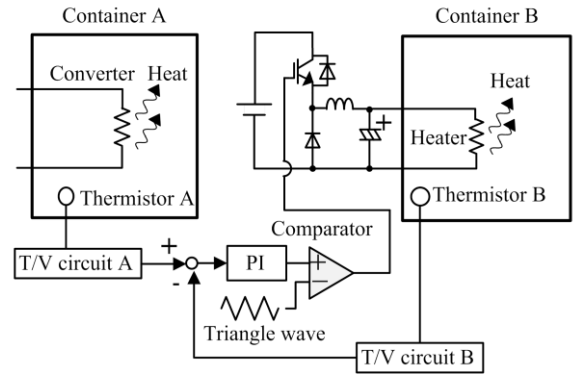 Container A
Container B
Converter
Heat
Heat
Heater
Thermistor A
Thermistor B
Comparator
T/V circuit A
PI
Triangle wave
T/V circuit B